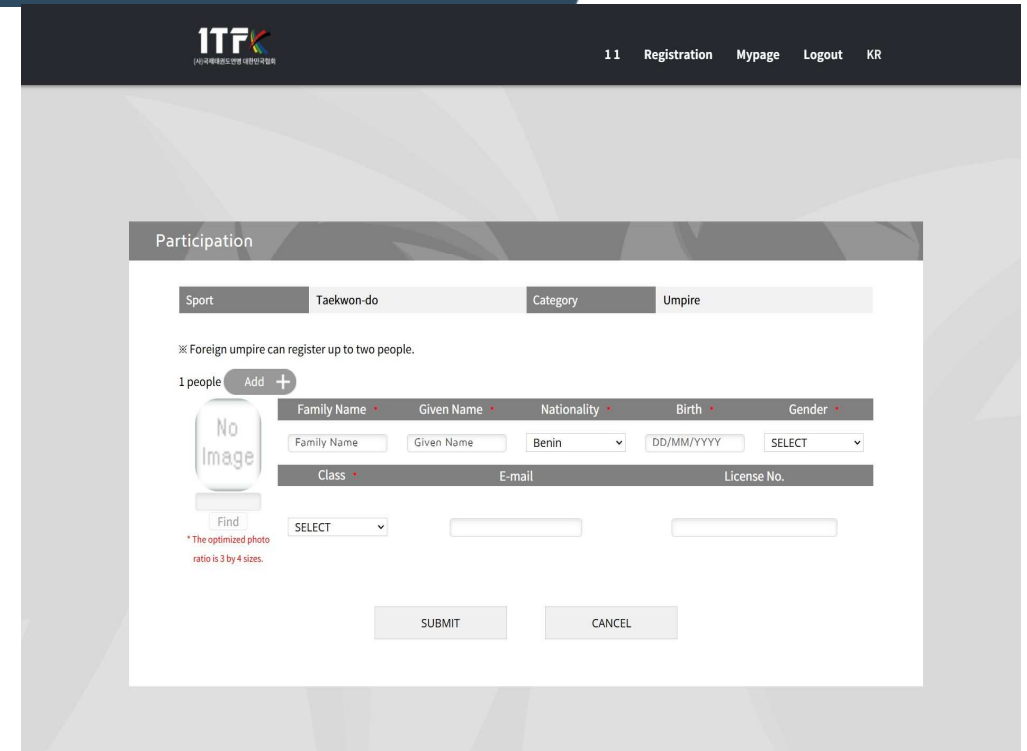 ITFK
(사)국제태권도연맹 대한민국협회
1 1 Registration Mypage Logout KR
Participation
Sport Taekwon-do Category Umpire
※ Foreign umpire can register up to two people.
1 people Add +
No Image
Family Name * Given Name * Nationality * Birth * Gender *
Family Name Given Name Benin DD/MM/YYYY SELECT
Class * E-mail License No.
Find
SELECT
* The optimized photo
ratio is 3 by 4 sizes.
SUBMIT CANCEL